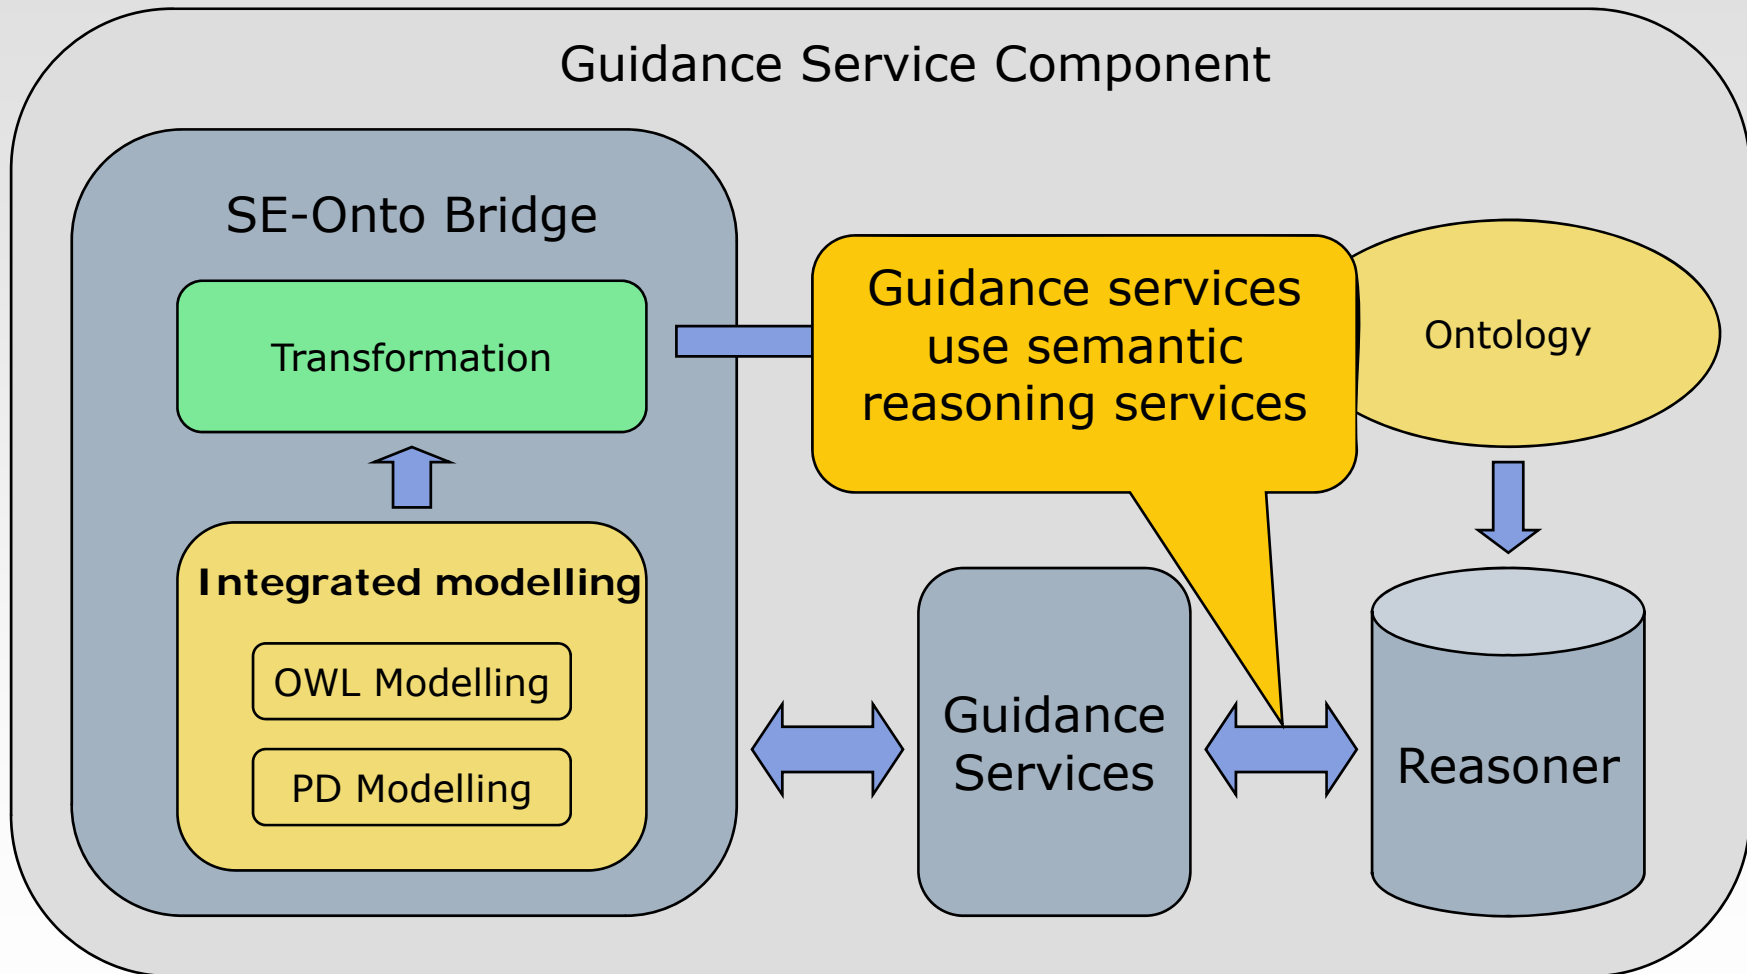 Guidance Service Component
SE-Onto Bridge
Transformation
Guidance services
use semantic
reasoning services
Ontology
Integrated modelling
OWL Modelling
PD Modelling
Guidance
Services
Reasoner